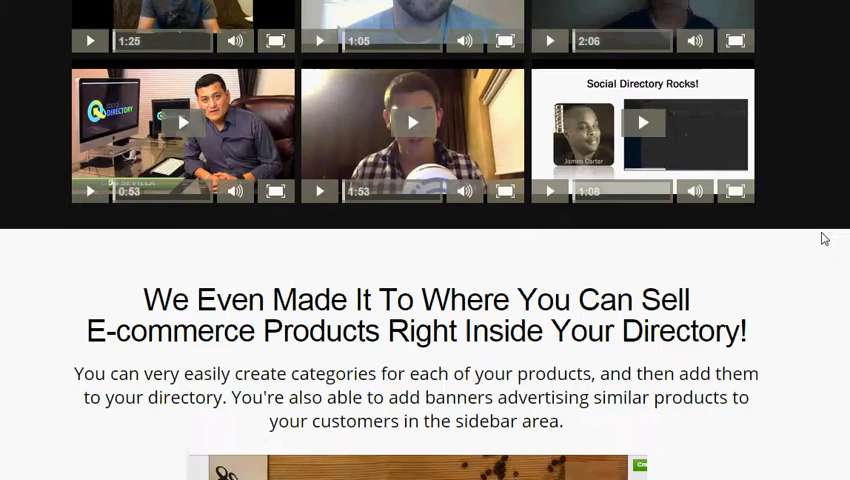 1:25
1:05
2:06
Social Directory Rocks!
SOCIAL
DIRECTORY
James Carter
SEVILLA
0:53
1:53
1:08
We Even Made It To Where You Can Sell
E-commerce Products Right Inside Your Directory!
You can very easily create categories for each of your products, and then add them
to your directory. You're also able to add banners advertising similar products to
your customers in the sidebar area.